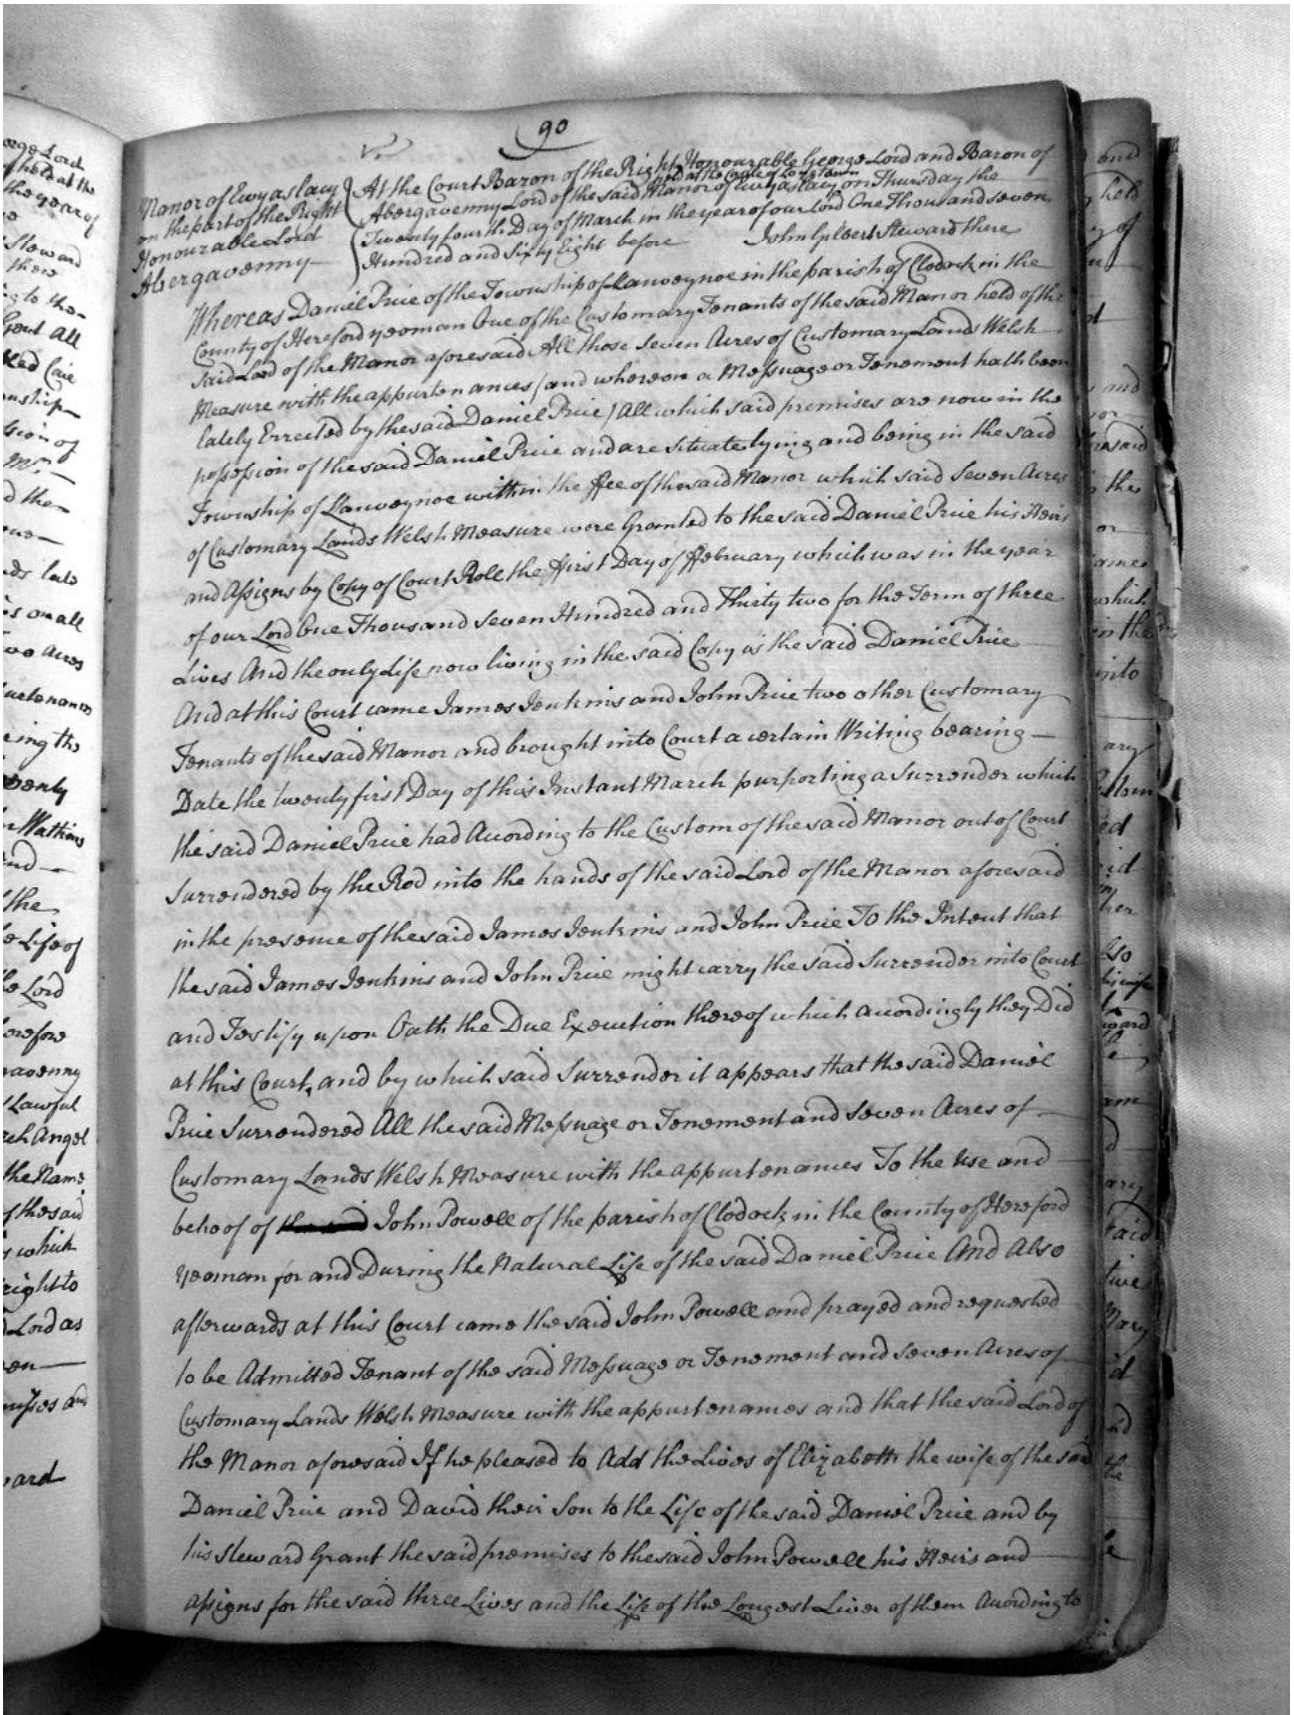 90
Manor of Ewyaslacy
on the part of the Right
Honourable Lord
Abergavenny
At the Court Baron of the Right Honourable George Lord and Baron of
held at the Castle of Longtown
Abergavenny Lord of the said Manor of Ewyaslacy on Thursday the
Twenty fourth Day of March in the year of our Lord One Thousand seven
Hundred and Sixty Eight before John Gilbert Steward there
Whereas Daniel Price of the Township of Lanveynoe in the parish of Clodock in the
County of Hereford yeoman One of the Customary Tenants of the said Manor held of the
said Lord of the Manor aforesaid All those Seven Acres of Customary Lands Welsh
Measure with the appurtenances /and whereon a Messuage or Tenement hath been
lately Errected by the said Daniel Price / All which said premises are now in the
possession of the said Daniel Price and are situate lying and being in the said
Township of Lanveynoe within the ffee of the said Manor which said Seven Acres
of Customary Lands Welsh Measure were Granted to the said Daniel Price his Heirs
and Assigns by Copy of Court Roll the ffirst Day of ffebruary which was in the year
of our Lord One Thousand Seven Hundred and Thirty two for the Term of three
Lives And the only Life now living in the said Copy is the said Daniel Price
And at this Court came James Jenkins and John Price two other Customary
Tenants of the said Manor and brought into Court a certain Writing bearing
Date the twenty first Day of this Instant March purporting a Surrender which
the said Daniel Price had According to the Custom of the said Manor out of Court
Surrendered by the Rod into the hands of the said Lord of the Manor aforesaid
in the presence of the said James Jenkins and John Price To the Intent that
the said James Jenkins and John Price might carry the said Surrender into Court
and Testify upon Oath the Due Execution thereof which accordingly they Did
at this Court, and by which said Surrender it appears that the said Daniel
Price Surrendered All the said Messuage or Tenement and Seven Acres of
Customary Lands Welsh Measure with the appurtenances To the Use and
behoof of the said John Powell of the parish of Clodock in the County of Hereford
yeoman for and During the Natural Life of the said Daniel Price And Also
afterwards at this Court came the said John Powell and prayed and requested
to be Admitted Tenant of the said Messuage or Tenement and Seven Acres of
Customary Lands Welsh Measure with the appurtenances and that the said Lord of
the Manor aforesaid If he pleased to Add the Lives of Elizabeth the wife of the said
Daniel Price and David their Son to the Life of the said Daniel Price and by
his Steward Grant the said premises to the said John Powell his Heirs and
assigns for the said three Lives and the Life of the Longest Liver of them According to